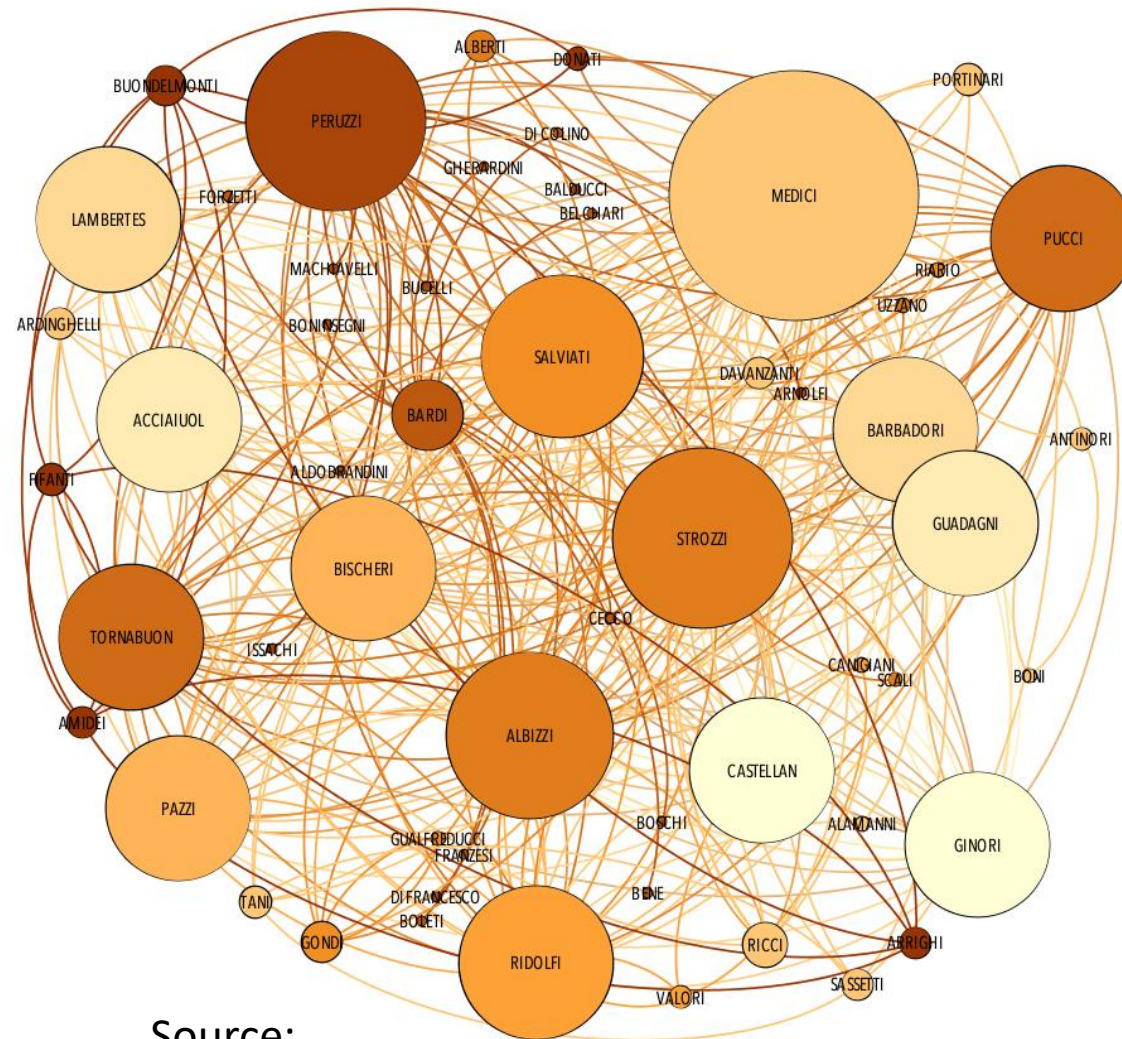 ALBERTI
DONATI
PORTINARI
BUONDELMONTI
PERUZZI
DI COLINO
GHERARDINI
MEDICI
BALDUCCI
FORZETTI
BELCHARI
LAMBERTES
PUCCI
MACHIAVELLI
RIARIO
BUCELLI
UZZANO
ARDINGHELLI
BONINSEGNI
SALVIATI
DAVANZANTI
ARNOLFI
BARDI
ACCIAIUOL
BARBADORI
ANTINORI
ALDOBRANDINI
FIFANTI
GUADAGNI
STROZZI
BISCHERI
CECCO
TORNABUON
ISSACHI
CANIGIANI
SCALI
BONI
AMIDEI
ALBIZZI
CASTELLAN
PAZZI
BOSCHI
ALAMANNI
GUALFREDUCCI
GINORI
FRANZESI
BENE
DI FRANCESCO
TANI
BOLETI
GONDI
RICCI
ARRIGHI
RIDOLFI
SASSETTI
VALORI
Source: